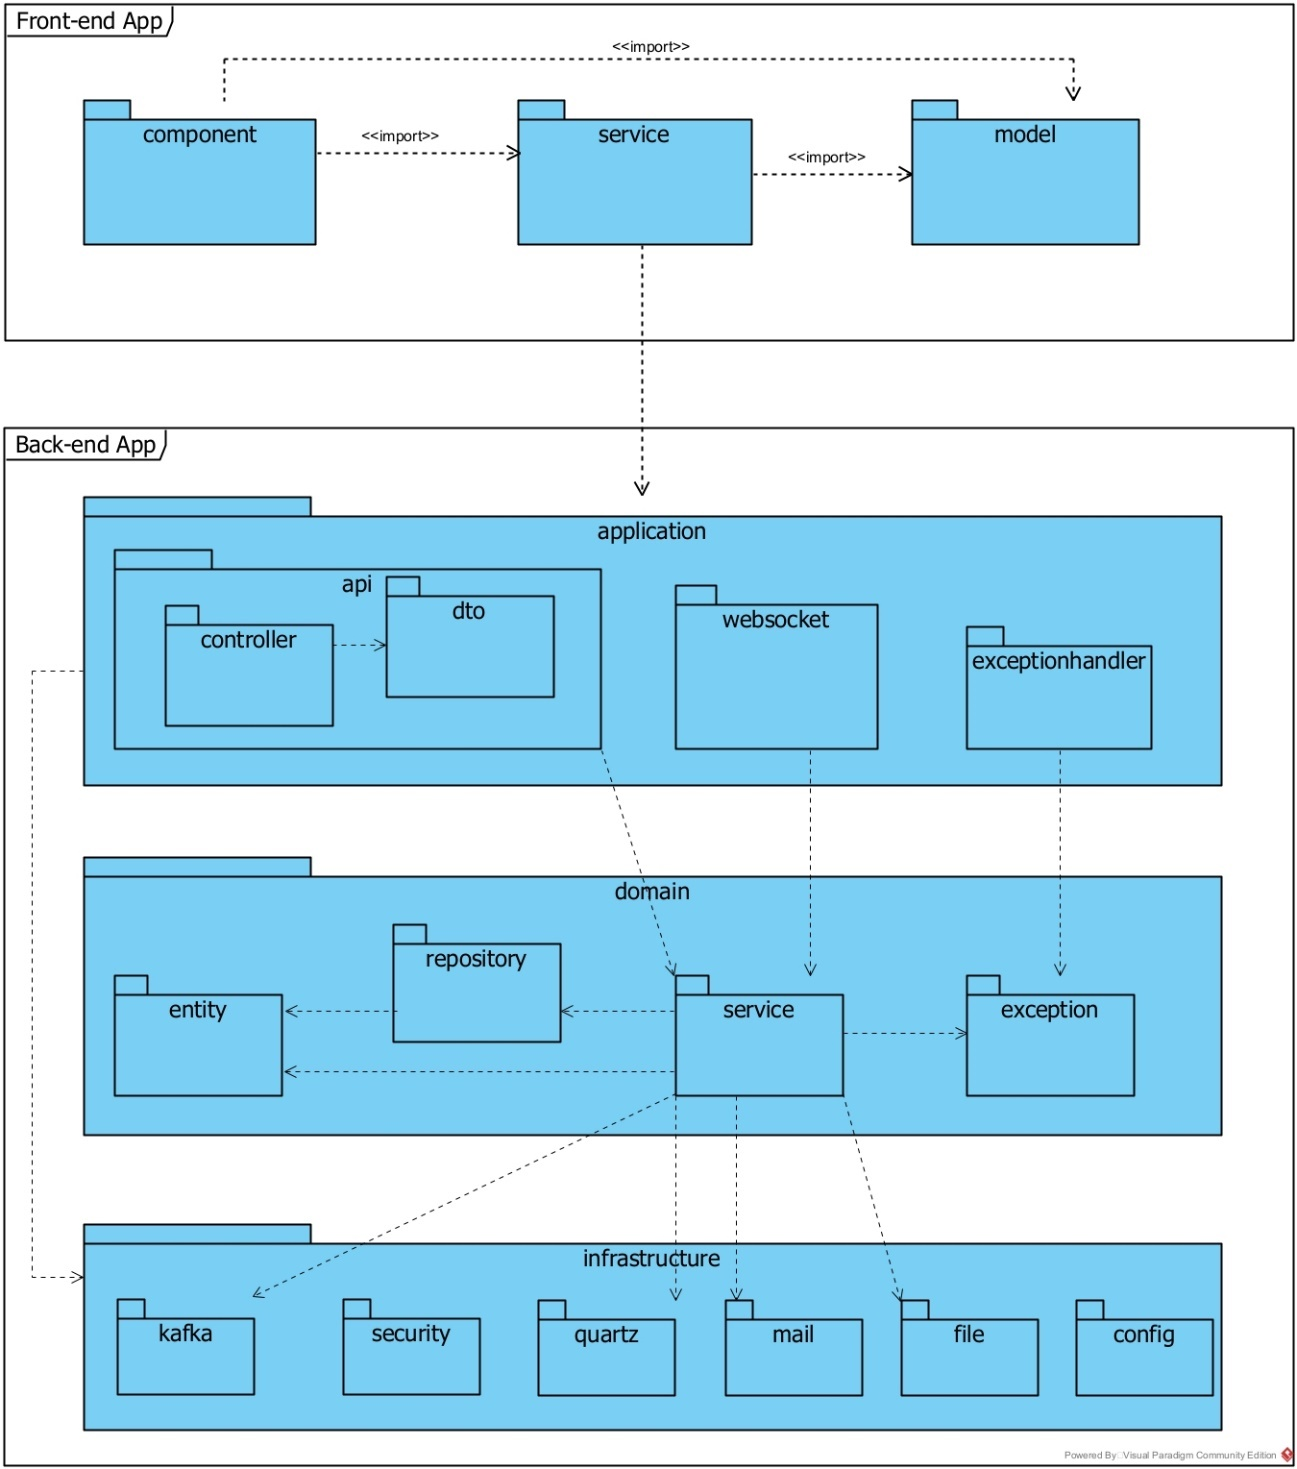 Front-end App
<<import>>
component
<<import>>
service
<<import>>
model
Back-end App
application
api
controller
dto
websocket
exceptionhandler
domain
entity
repository
service
exception
infrastructure
kafka
security
quartz
mail
file
config
Powered By Visual Paradigm Community Edition